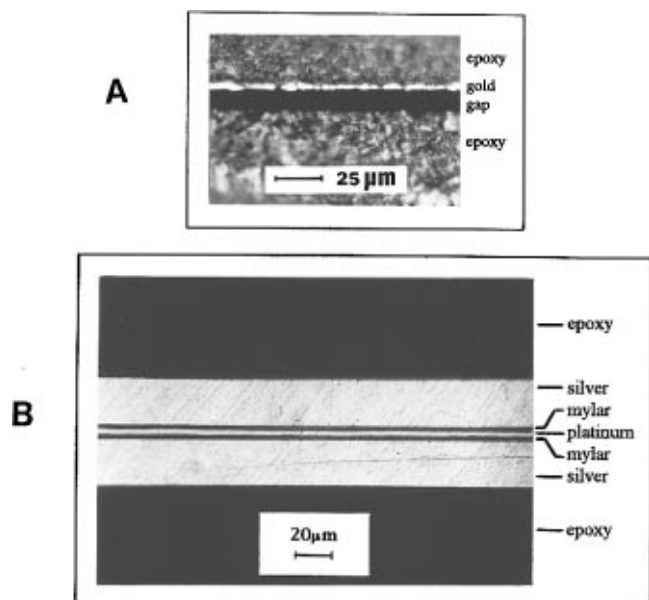 A
epoxy
gold
gap
epoxy
25 µm
B
epoxy
silver
mylar
platinum
mylar
silver
epoxy
20µm